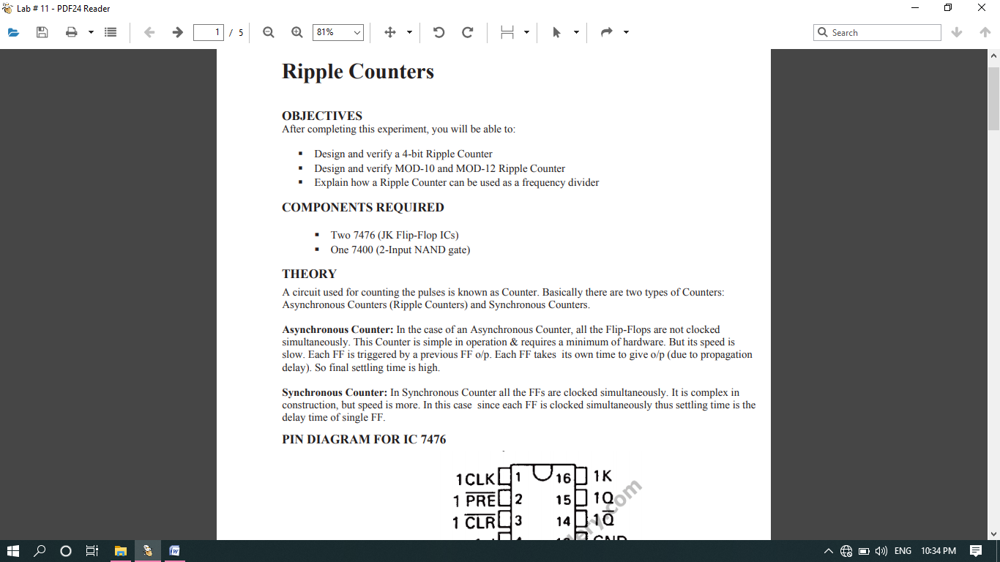 Lab # 11 - PDF24 Reader
1 / 5
81%
Search
Ripple Counters
OBJECTIVES
After completing this experiment, you will be able to:
▪ Design and verify a 4-bit Ripple Counter
▪ Design and verify MOD-10 and MOD-12 Ripple Counter
▪ Explain how a Ripple Counter can be used as a frequency divider
COMPONENTS REQUIRED
▪ Two 7476 (JK Flip-Flop ICs)
▪ One 7400 (2-Input NAND gate)
THEORY
A circuit used for counting the pulses is known as Counter. Basically there are two types of Counters:
Asynchronous Counters (Ripple Counters) and Synchronous Counters.
Asynchronous Counter: In the case of an Asynchronous Counter, all the Flip-Flops are not clocked
simultaneously. This Counter is simple in operation & requires a minimum of hardware. But its speed is
slow. Each FF is triggered by a previous FF o/p. Each FF takes its own time to give o/p (due to propagation
delay). So final settling time is high.
Synchronous Counter: In Synchronous Counter all the FFs are clocked simultaneously. It is complex in
construction, but speed is more. In this case since each FF is clocked simultaneously thus settling time is the
delay time of single FF.
PIN DIAGRAM FOR IC 7476
1CLK 1 16 1K
1 P̅R̅E̅ 2 15 1Q
1 C̅L̅R̅ 3 14 1Q̅
GND
.com
ENG 10:34 PM